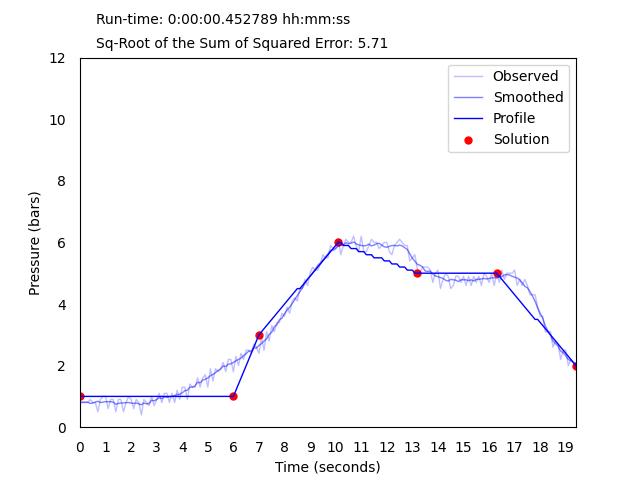 Run-time: 0:00:00.452789 hh:mm:ss
Sq-Root of the Sum of Squared Error: 5.71
Observed
Smoothed
Profile
Solution
Pressure (bars)
12
10
8
6
4
2
0
0 1 2 3 4 5 6 7 8 9 10 11 12 13 14 15 16 17 18 19
Time (seconds)